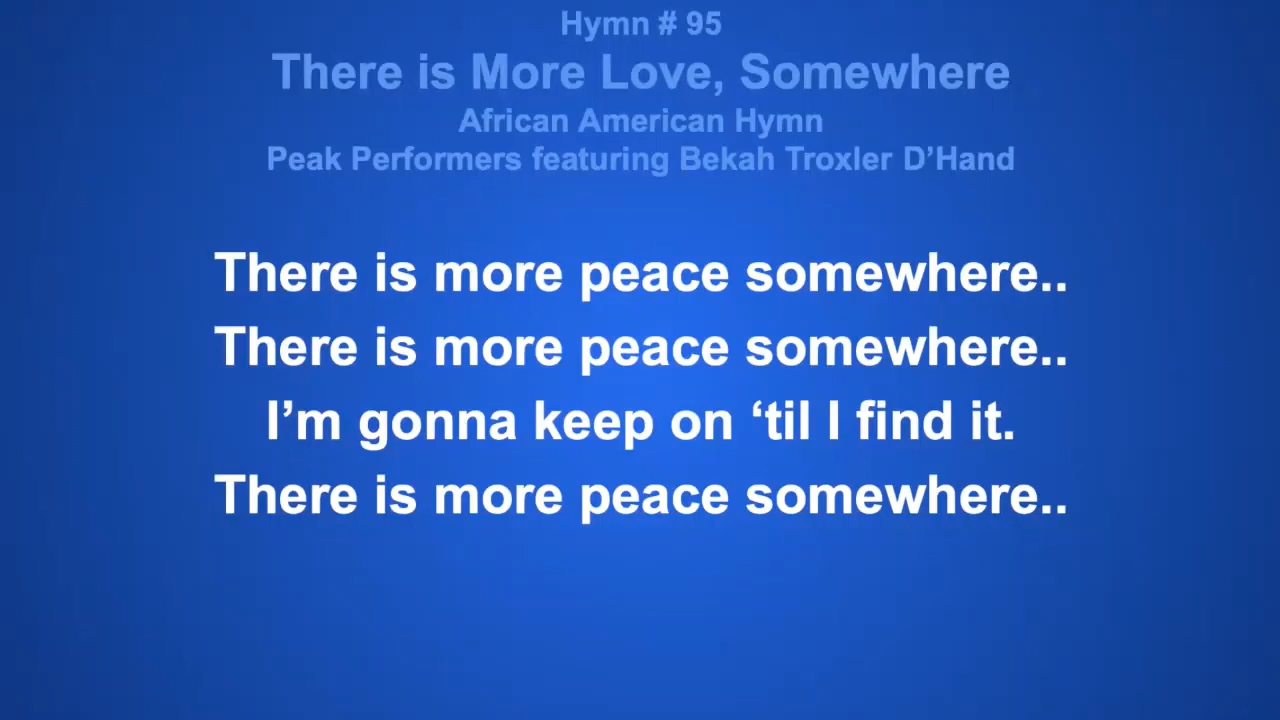 Hymn # 95
There is More Love, Somewhere
African American Hymn
Peak Performers featuring Bekah Troxler D’Hand
There is more peace somewhere..
There is more peace somewhere..
I’m gonna keep on ‘til I find it.
There is more peace somewhere..